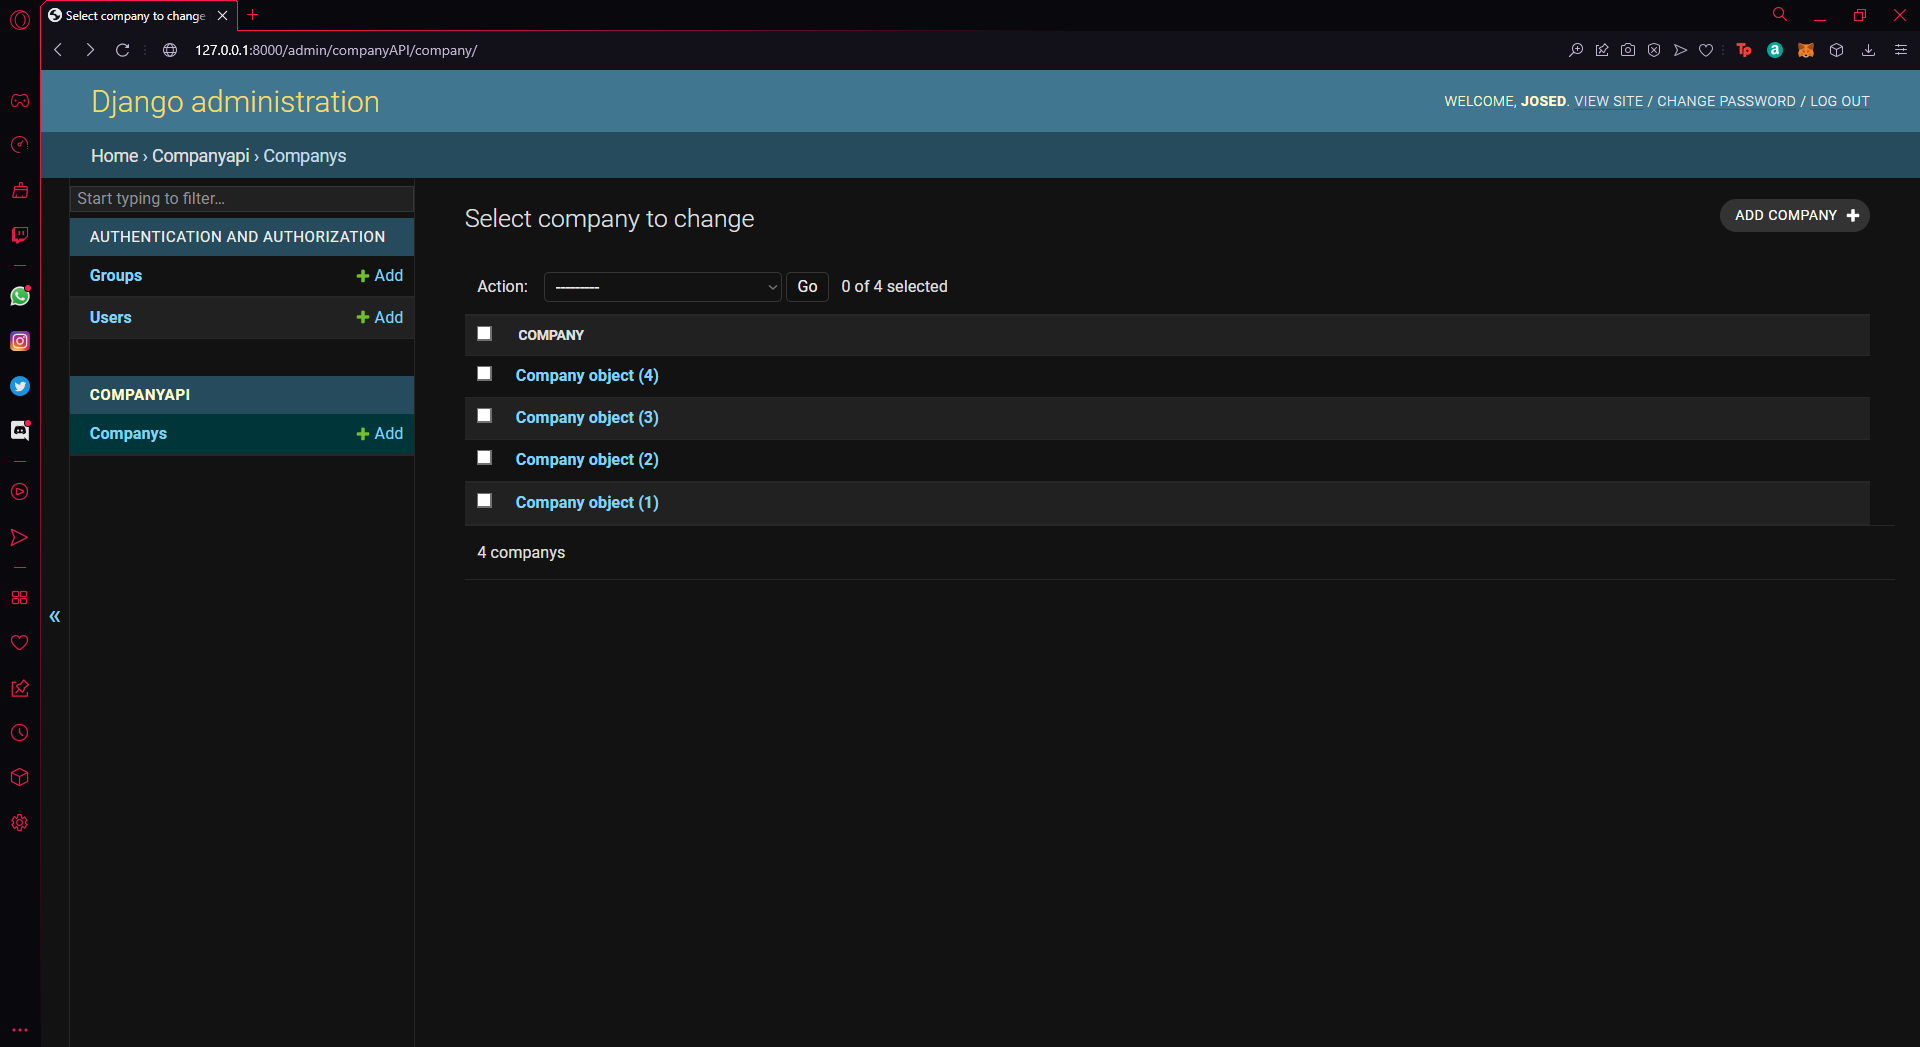 Select company to change
127.0.0.1:8000/admin/companyAPI/company/
Tp
a
Django administration
WELCOME, JOSED. VIEW SITE / CHANGE PASSWORD / LOG OUT
Home › Companyapi › Companys
Start typing to filter...
AUTHENTICATION AND AUTHORIZATION
Groups + Add
Users + Add
COMPANYAPI
Companys + Add
«
Select company to change
ADD COMPANY +
Action: --------- Go 0 of 4 selected
COMPANY
Company object (4)
Company object (3)
Company object (2)
Company object (1)
4 companys